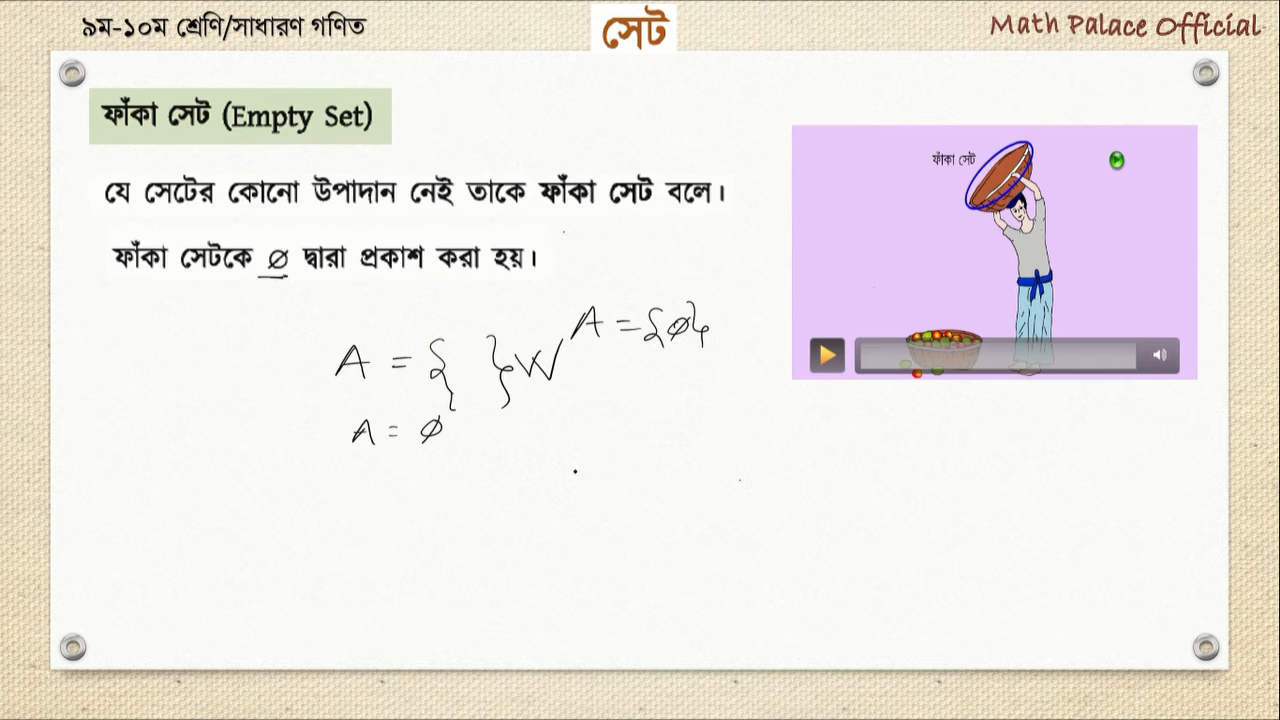 ৯ম-১০ম শ্রেণি/সাধারণ গণিত
সেট
Math Palace Official
ফাঁকা সেট (Empty Set)
যে সেটের কোনো উপাদান নেই তাকে ফাঁকা সেট বলে।
ফাঁকা সেটকে ∅ দ্বারা প্রকাশ করা হয়।
A = { }
A = {∅}
A = ∅
ফাঁকা সেট